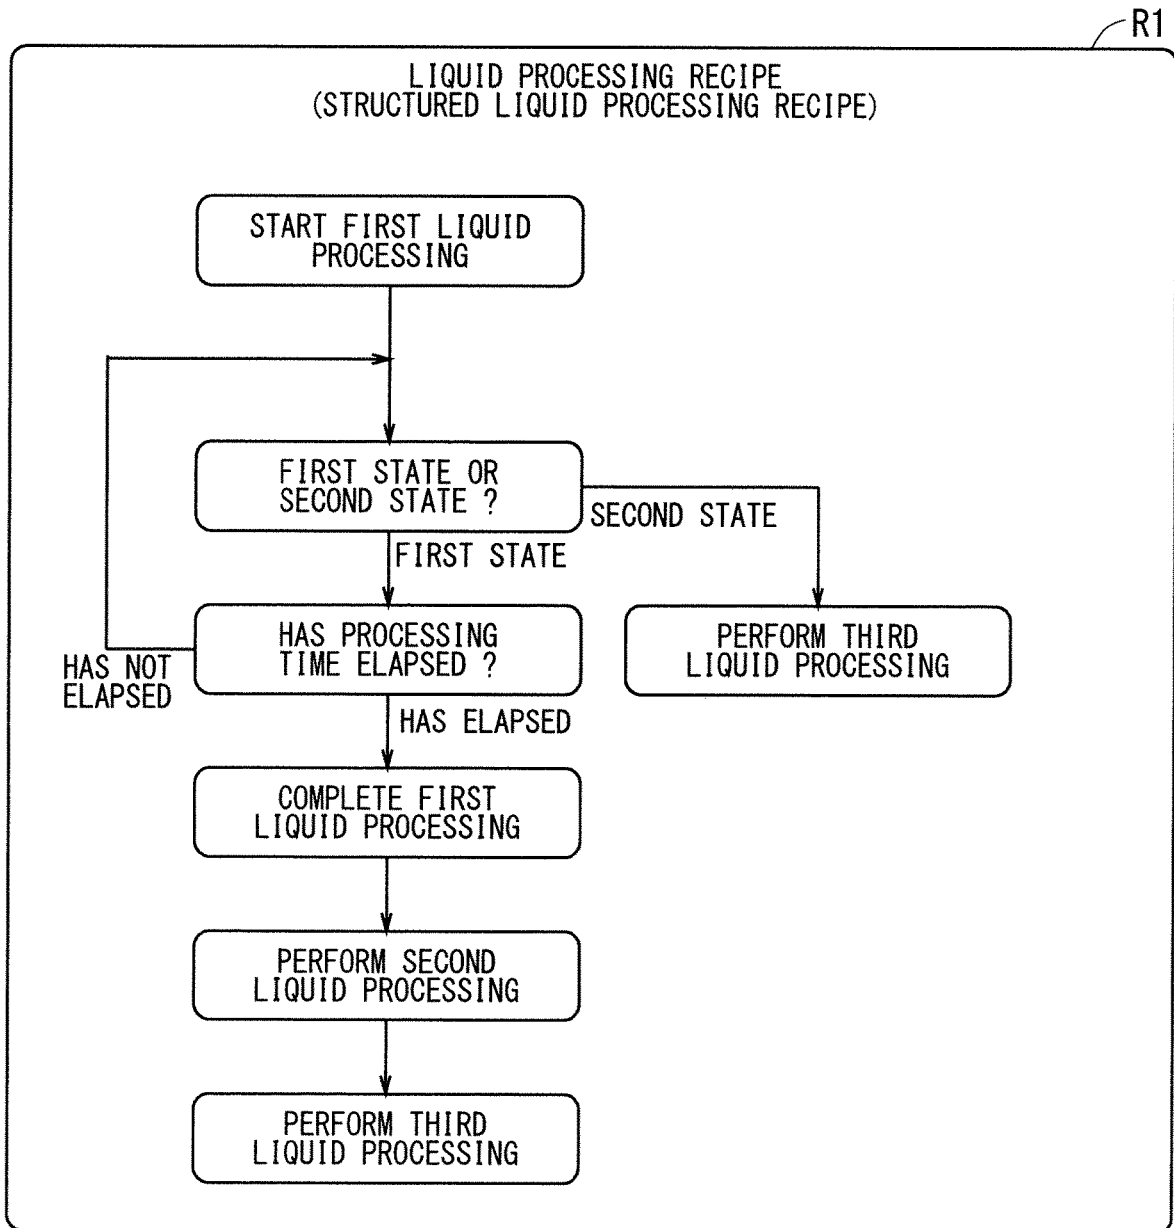 R1
LIQUID PROCESSING RECIPE
(STRUCTURED LIQUID PROCESSING RECIPE)
START FIRST LIQUID
PROCESSING
FIRST STATE OR
SECOND STATE ?
SECOND STATE
FIRST STATE
HAS PROCESSING
TIME ELAPSED ?
PERFORM THIRD
LIQUID PROCESSING
HAS NOT
ELAPSED
HAS ELAPSED
COMPLETE FIRST
LIQUID PROCESSING
PERFORM SECOND
LIQUID PROCESSING
PERFORM THIRD
LIQUID PROCESSING